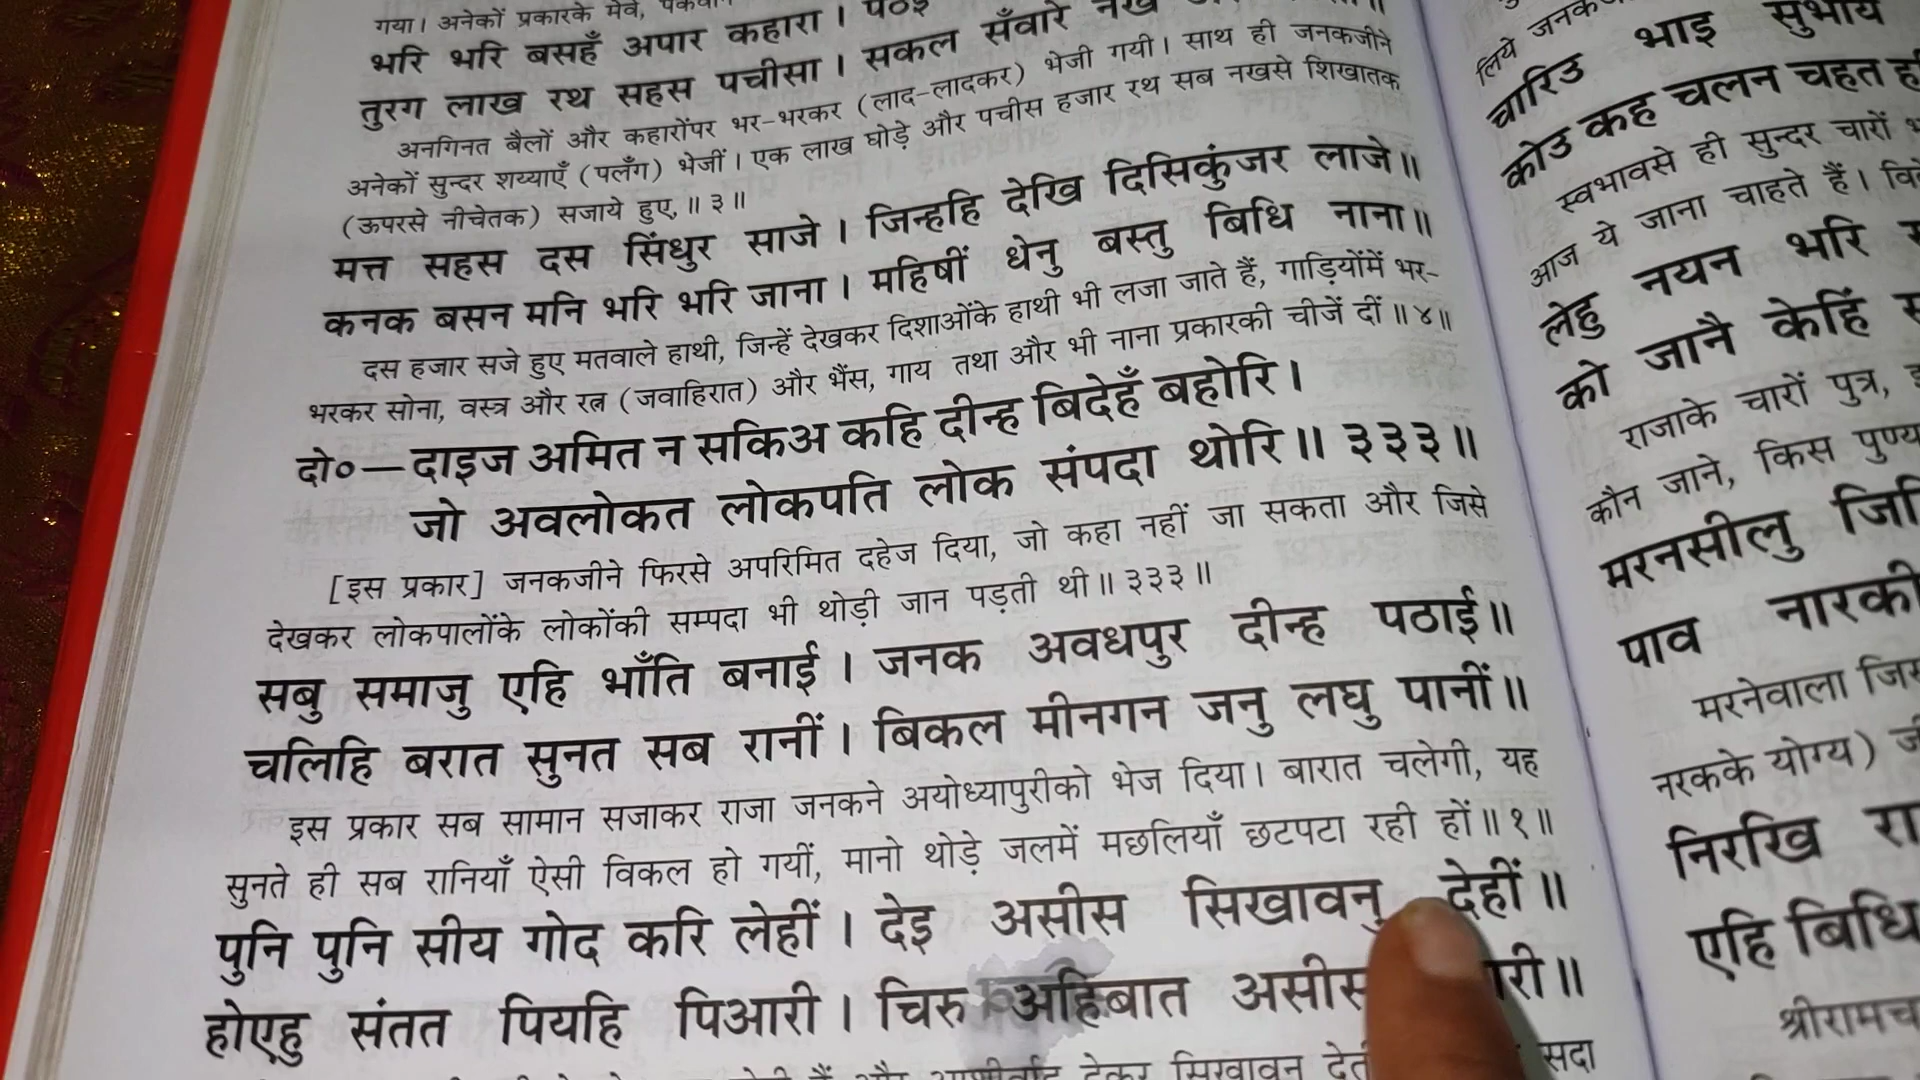 गया। अनेकों प्रकारके मेवे,
भरि भरि बसहँ अपार कहारा।
तुरग लाख रथ सहस पचीसा। सकल सँवारे नख
अनगिनत बैलों और कहारोंपर भर-भरकर (लाद-लादकर) भेजी गयी। साथ ही जनकजीने
अनेकों सुन्दर शय्याएँ (पलँग) भेजीं। एक लाख घोड़े और पचीस हजार रथ सब नखसे शिखातक
(ऊपरसे नीचेतक) सजाये हुए,॥ ३॥
मत्त सहस दस सिंधुर साजे। जिन्हहि देखि दिसिकुंजर लाजे॥
कनक बसन मनि भरि भरि जाना। महिषीं धेनु बस्तु बिधि नाना॥
दस हजार सजे हुए मतवाले हाथी, जिन्हें देखकर दिशाओंके हाथी भी लजा जाते हैं, गाड़ियोंमें भर-
भरकर सोना, वस्त्र और रत्न (जवाहिरात) और भैंस, गाय तथा और भी नाना प्रकारकी चीजें दीं॥४॥
दो०—दाइज अमित न सकिअ कहि दीन्ह बिदेहँ बहोरि।
जो अवलोकत लोकपति लोक संपदा थोरि॥ ३३३॥
[इस प्रकार] जनकजीने फिरसे अपरिमित दहेज दिया, जो कहा नहीं जा सकता और जिसे
देखकर लोकपालोंके लोकोंकी सम्पदा भी थोड़ी जान पड़ती थी॥ ३३३॥
सबु समाजु एहि भाँति बनाई। जनक अवधपुर दीन्ह पठाई॥
चलिहि बरात सुनत सब रानीं। बिकल मीनगन जनु लघु पानीं॥
इस प्रकार सब सामान सजाकर राजा जनकने अयोध्यापुरीको भेज दिया। बारात चलेगी, यह
सुनते ही सब रानियाँ ऐसी विकल हो गयीं, मानो थोड़े जलमें मछलियाँ छटपटा रही हों॥१॥
पुनि पुनि सीय गोद करि लेहीं। देइ असीस सिखावनु देहीं॥
होएहु संतत पियहि पिआरी। चिरु अहिबात असीस
देकर सिखावन सदा
लिये
चारिउ भाइ सुभाय
कोउ कह चलन चहत
स्वभावसे ही सुन्दर चारों
आज ये जाना चाहते हैं।
लेहु नयन भरि
को जानै केहिं
राजाके चारों पुत्र,
कौन जाने, किस पुण्य
मरनसीलु
पाव नारकी
मरनेवाला
नरकके योग्य)
निरखि
एहि बिधि